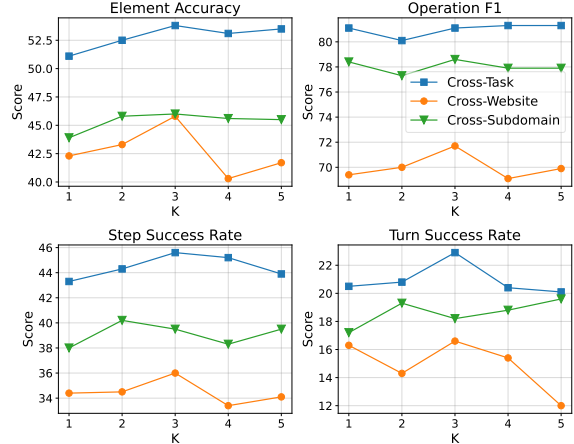 Element Accuracy
52.5
50.0
47.5
45.0
42.5
40.0
Score
1 2 3 4 5
K
Operation F1
80
78
76
74
72
70
Score
Cross-Task
Cross-Website
Cross-Subdomain
1 2 3 4 5
K
Step Success Rate
46
44
42
40
38
36
34
Score
1 2 3 4 5
K
Turn Success Rate
22
20
18
16
14
12
Score
1 2 3 4 5
K